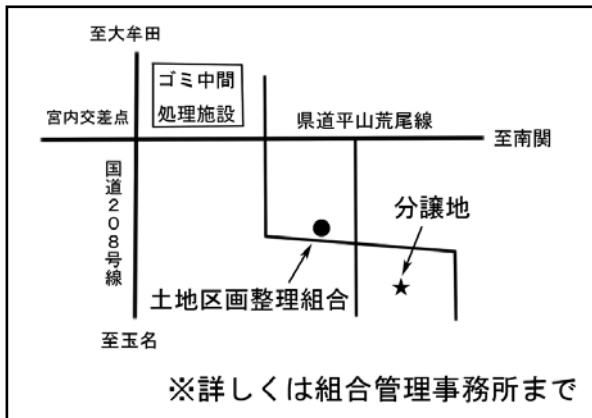 至大牟田
ゴミ中間
処理施設
宮内交差点
県道平山荒尾線
至南関
国道208号線
分譲地
土地区画整理組合
至玉名
※詳しくは組合管理事務所まで